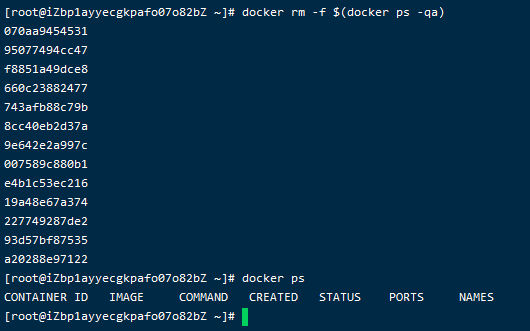 [root@iZbp1ayyecgkpafo07o82bZ ~]# docker rm -f $(docker ps -qa)
070aa9454531
95077494cc47
f8851a49dce8
660c23882477
743afb88c79b
8cc40eb2d37a
9e642e2a997c
007589c880b1
e4b1c53ec216
19a48e67a374
227749287de2
93d57bf87535
a20288e97122
[root@iZbp1ayyecgkpafo07o82bZ ~]# docker ps
CONTAINER ID   IMAGE     COMMAND   CREATED   STATUS    PORTS     NAMES
[root@iZbp1ayyecgkpafo07o82bZ ~]#